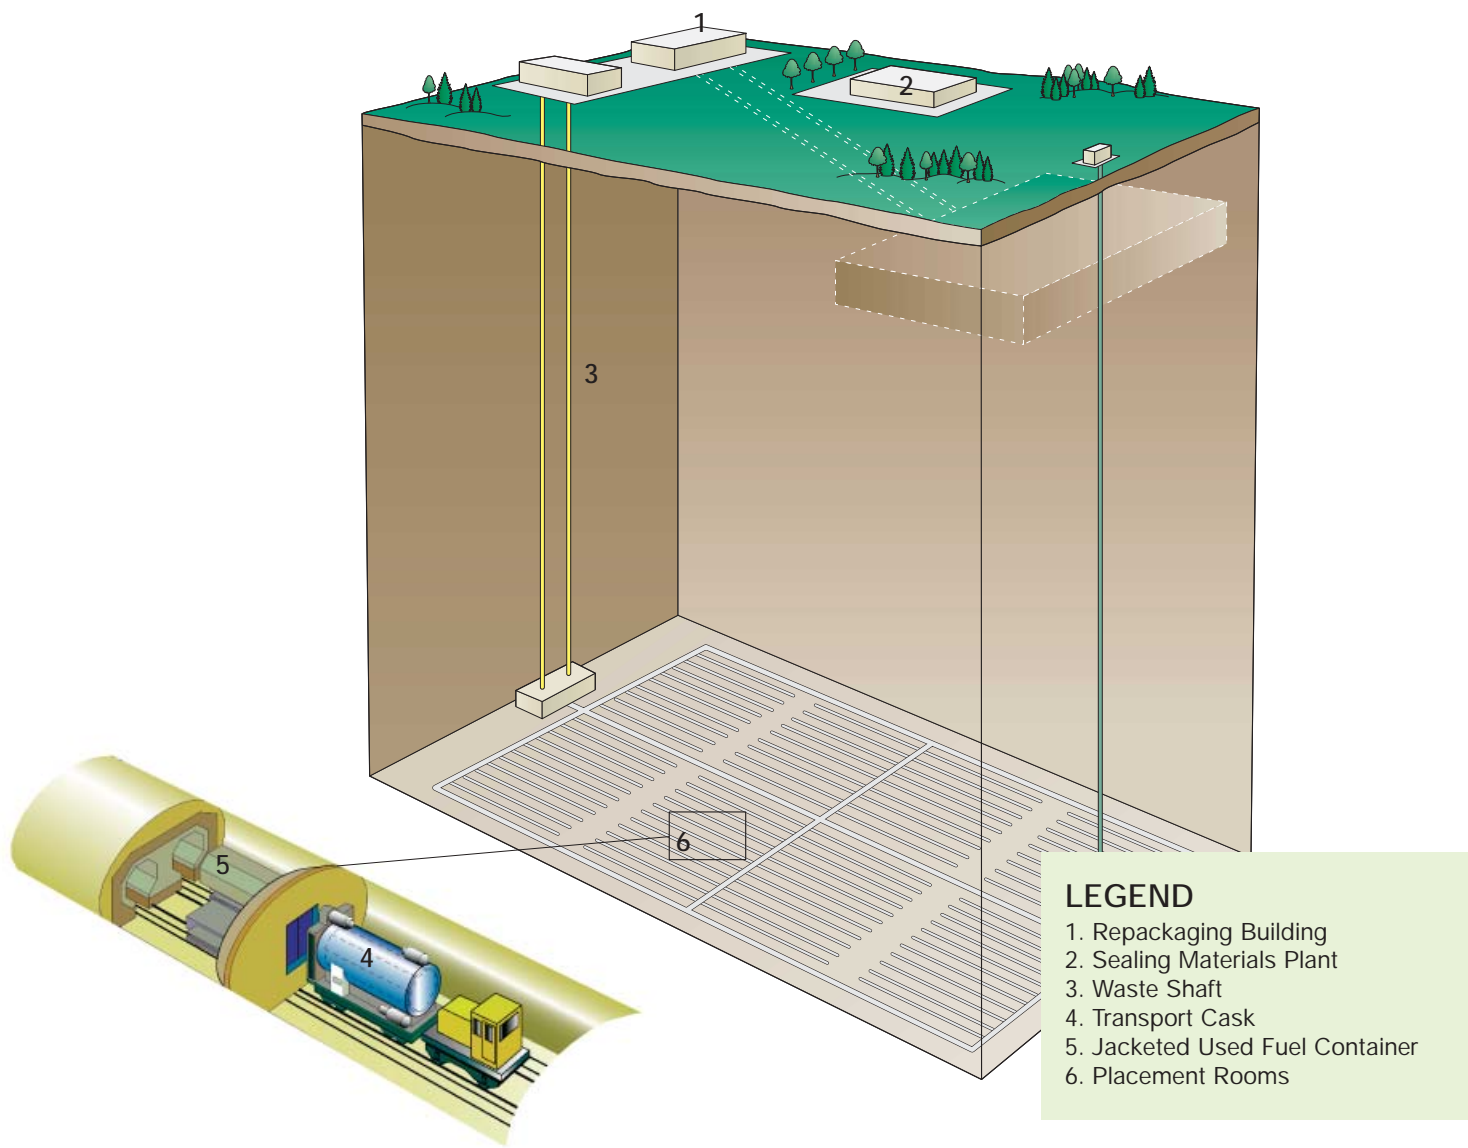 1
2
3
6
5
4
LEGEND
1. Repackaging Building
2. Sealing Materials Plant
3. Waste Shaft
4. Transport Cask
5. Jacketed Used Fuel Container
6. Placement Rooms